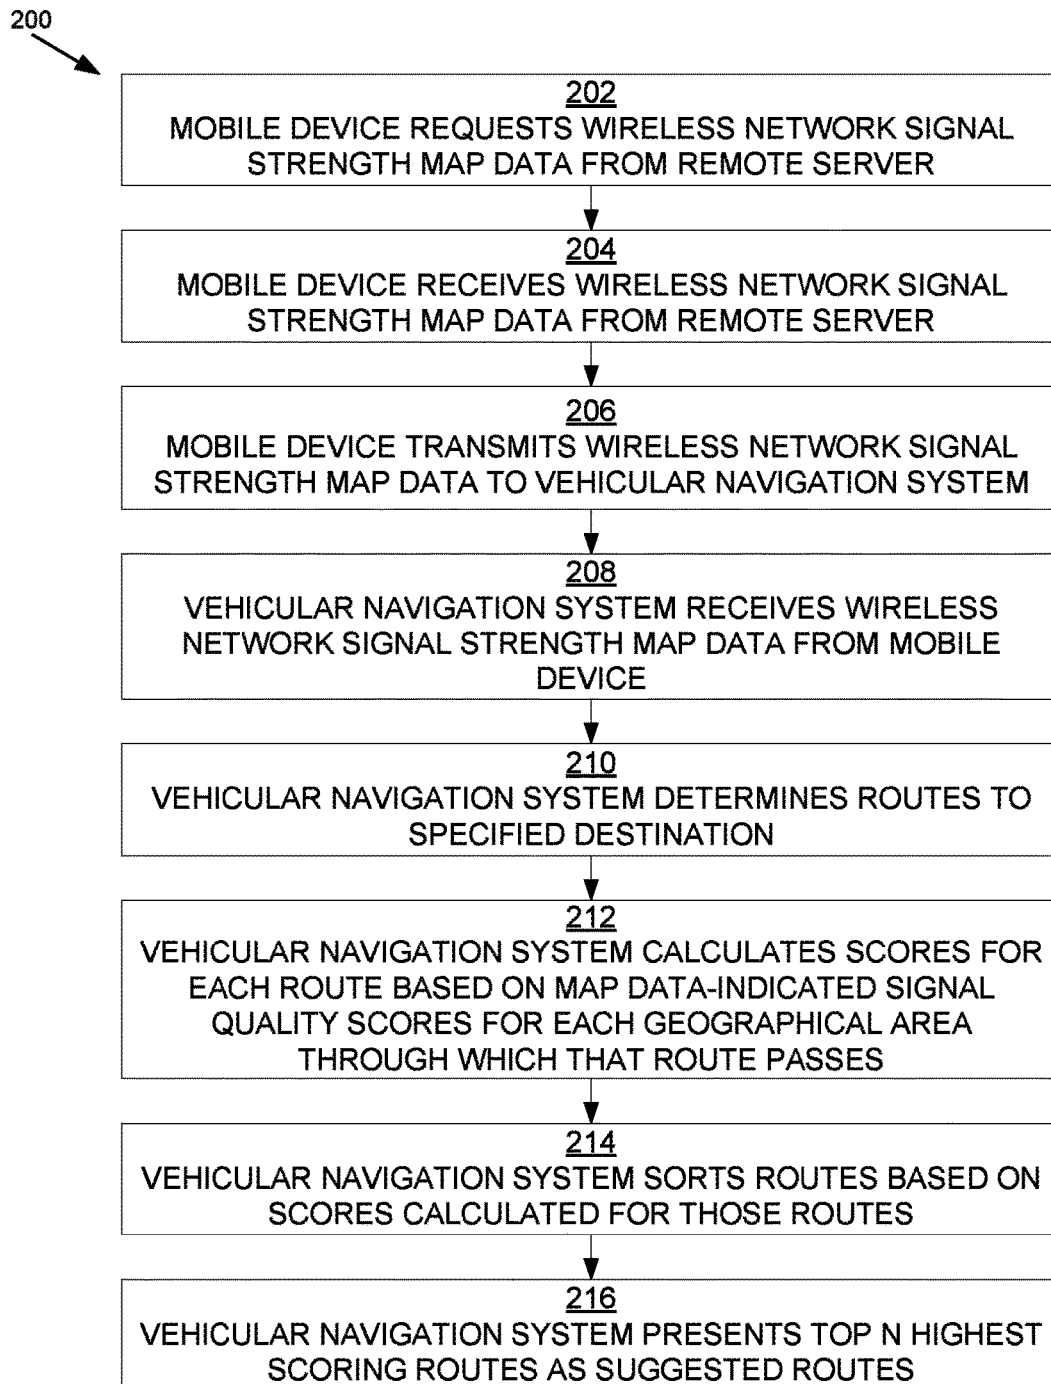 200
202
MOBILE DEVICE REQUESTS WIRELESS NETWORK SIGNAL
STRENGTH MAP DATA FROM REMOTE SERVER
204
MOBILE DEVICE RECEIVES WIRELESS NETWORK SIGNAL
STRENGTH MAP DATA FROM REMOTE SERVER
206
MOBILE DEVICE TRANSMITS WIRELESS NETWORK SIGNAL
STRENGTH MAP DATA TO VEHICULAR NAVIGATION SYSTEM
208
VEHICULAR NAVIGATION SYSTEM RECEIVES WIRELESS
NETWORK SIGNAL STRENGTH MAP DATA FROM MOBILE
DEVICE
210
VEHICULAR NAVIGATION SYSTEM DETERMINES ROUTES TO
SPECIFIED DESTINATION
212
VEHICULAR NAVIGATION SYSTEM CALCULATES SCORES FOR
EACH ROUTE BASED ON MAP DATA-INDICATED SIGNAL
QUALITY SCORES FOR EACH GEOGRAPHICAL AREA
THROUGH WHICH THAT ROUTE PASSES
214
VEHICULAR NAVIGATION SYSTEM SORTS ROUTES BASED ON
SCORES CALCULATED FOR THOSE ROUTES
216
VEHICULAR NAVIGATION SYSTEM PRESENTS TOP N HIGHEST
SCORING ROUTES AS SUGGESTED ROUTES